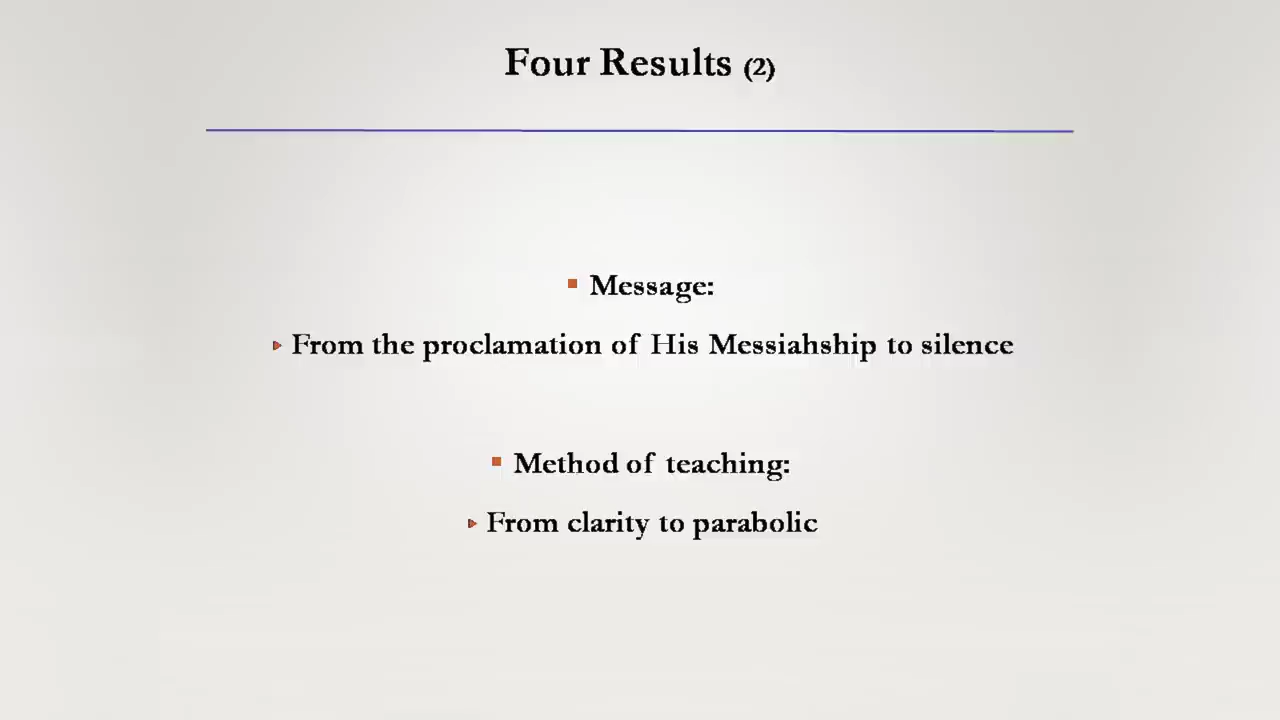 Four Results (2)
Message:
From the proclamation of His Messiahship to silence
Method of teaching:
From clarity to parabolic